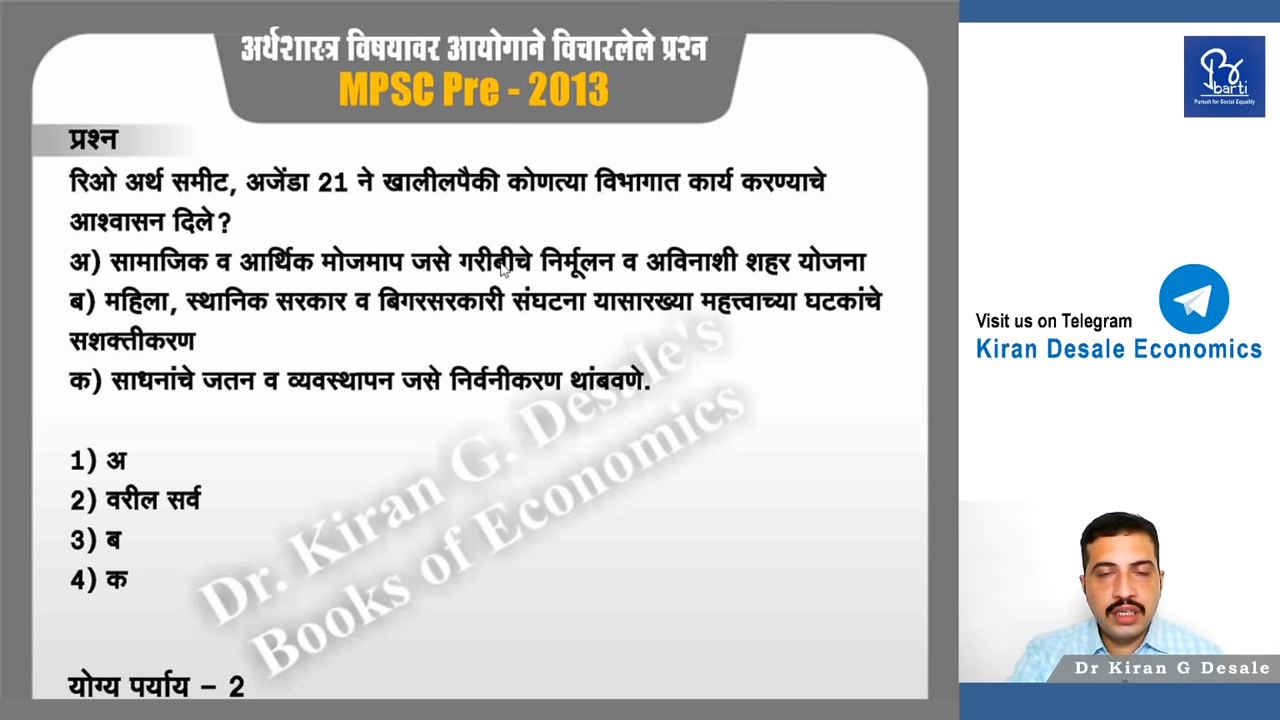 अर्थशास्त्र विषयावर आयोगाने विचारलेले प्रश्न
MPSC Pre - 2013
प्रश्न
रिओ अर्थ समीट, अजेंडा 21 ने खालीलपैकी कोणत्या विभागात कार्य करण्याचे
आश्वासन दिले?
अ) सामाजिक व आर्थिक मोजमाप जसे गरीबीचे निर्मूलन व अविनाशी शहर योजना
ब) महिला, स्थानिक सरकार व बिगरसरकारी संघटना यासारख्या महत्त्वाच्या घटकांचे
सशक्तीकरण
क) साधनांचे जतन व व्यवस्थापन जसे निर्वनीकरण थांबवणे.
1) अ
2) वरील सर्व
3) ब
4) क
योग्य पर्याय – 2
Dr. Kiran G. Desale's
Books of Economics
barti
Pursuit for Social Equality
Visit us on Telegram
Kiran Desale Economics
Dr Kiran G Desale